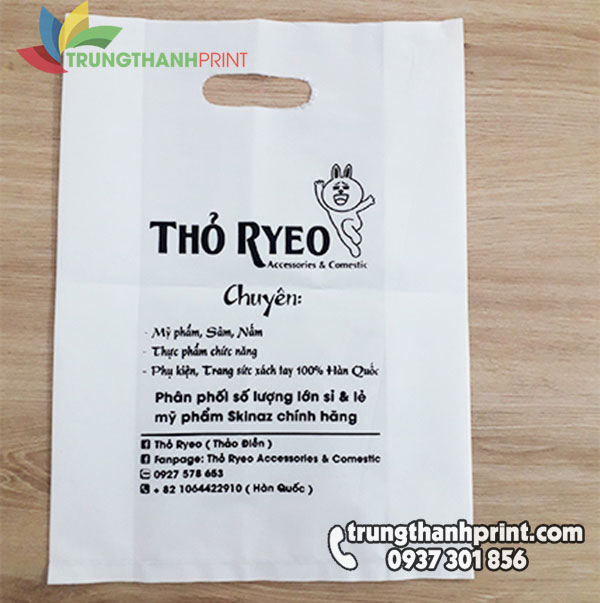 TRUNGTHANHPRINT
THỎ RYEO
Accessories & Comestic
Chuyên:
- Mỹ phẩm, Sâm, Nấm
- Thực phẩm chức năng
- Phụ kiện, Trang sức xách tay 100% Hàn Quốc
Phân phối số lượng lớn sỉ & lẻ
mỹ phẩm Skinaz chính hãng
Thỏ Ryeo ( Thảo Điền )
Fanpage: Thỏ Ryeo Accessories & Comestic
0927 578 653
+ 82 1064422910 ( Hàn Quốc )
trungthanhprint.com
0937 301 856